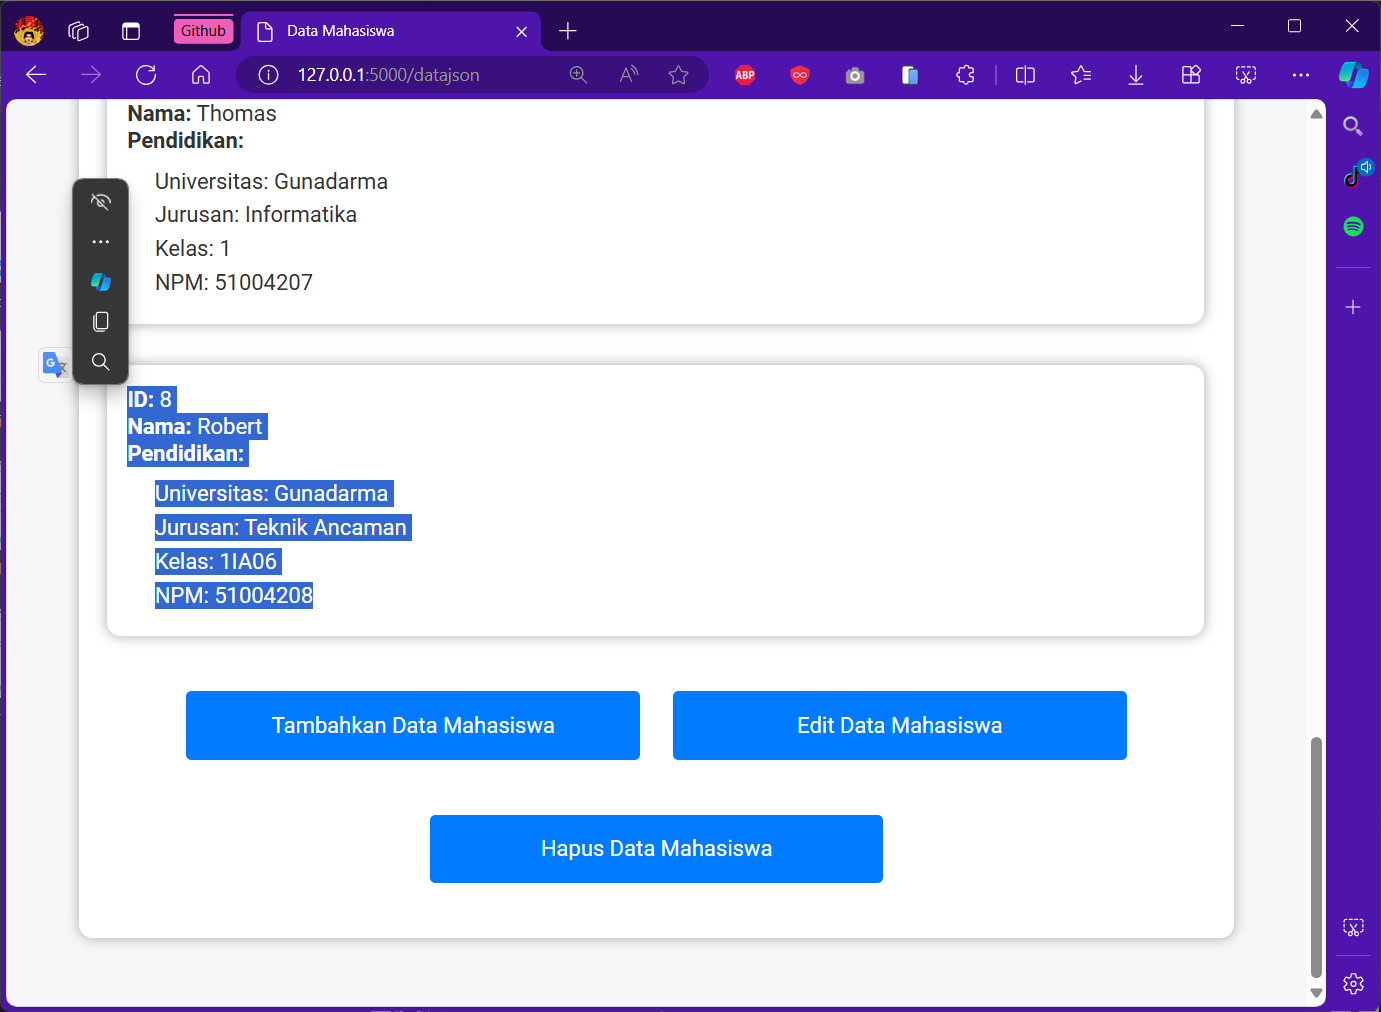 Github
Data Mahasiswa
127.0.0.1:5000/datajson
ABP
Nama: Thomas
Pendidikan:
Universitas: Gunadarma
Jurusan: Informatika
Kelas: 1
NPM: 51004207
ID: 8
Nama: Robert
Pendidikan:
Universitas: Gunadarma
Jurusan: Teknik Ancaman
Kelas: 1IA06
NPM: 51004208
Tambahkan Data Mahasiswa
Edit Data Mahasiswa
Hapus Data Mahasiswa